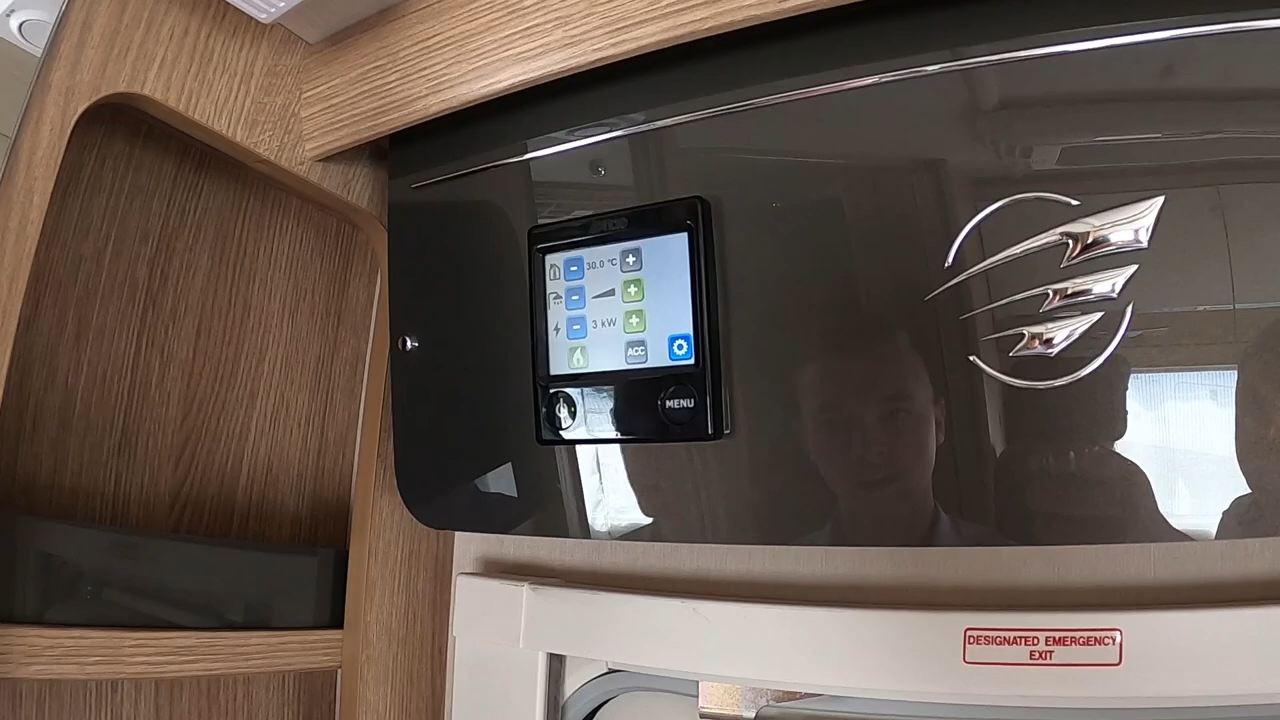 30.0 °C
3 kW
ACC
MENU
DESIGNATED EMERGENCY
EXIT